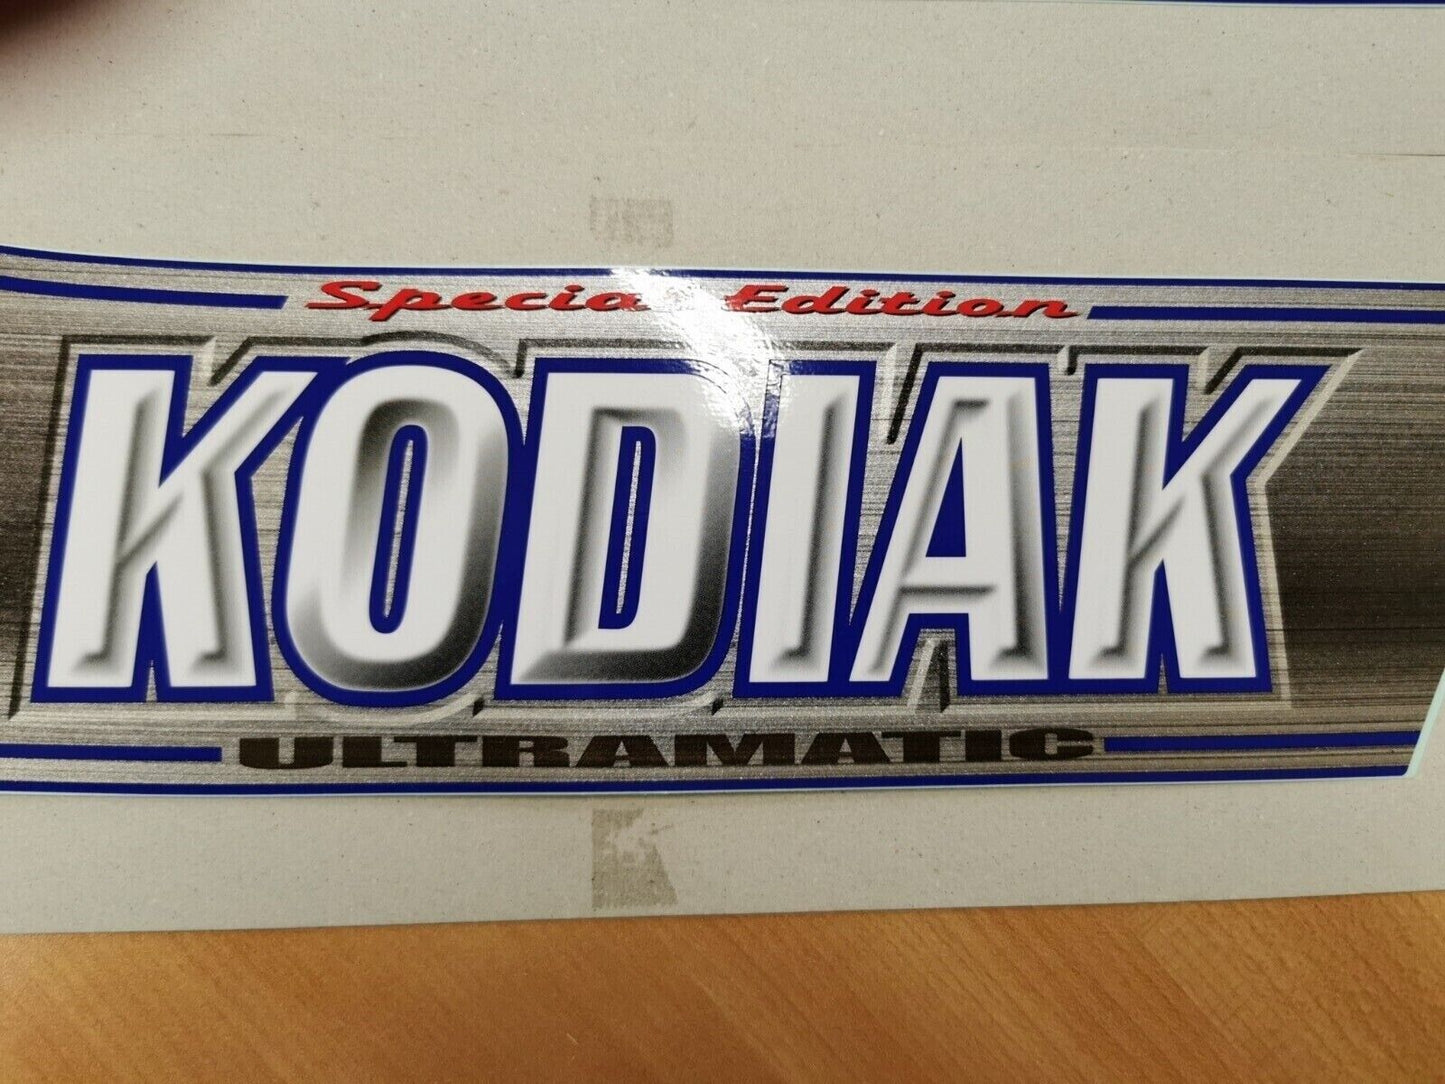 Special Edition
KODIAK
ULTRAMATIC